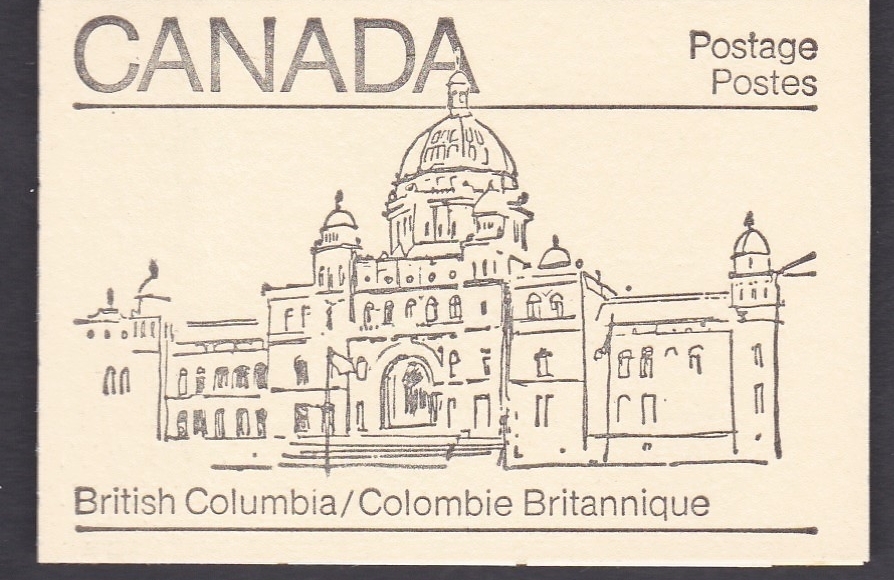 CANADA
Postage
Postes
British Columbia/Colombie Britannique